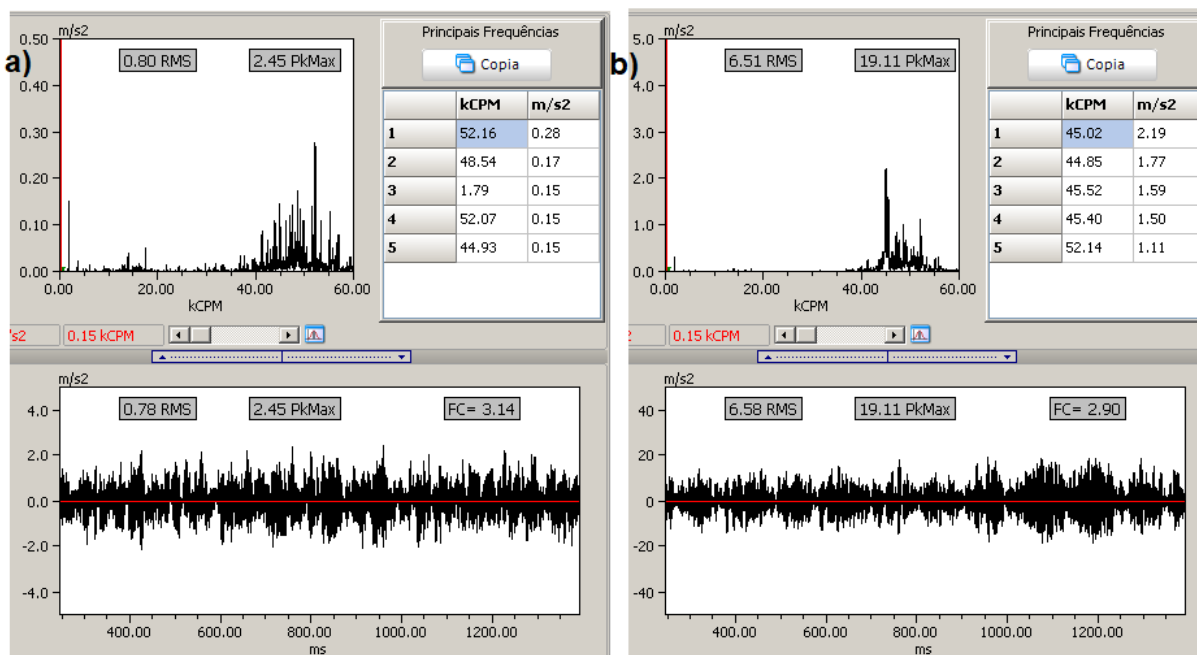 a)
m/s2
0.50
0.40
0.30
0.20
0.10
0.00
0.80 RMS
2.45 PkMax
0.00
20.00
40.00
60.00
kCPM
Principais Frequências
Copia
kCPM m/s2
1 52.16 0.28
2 48.54 0.17
3 1.79 0.15
4 52.07 0.15
5 44.93 0.15
's2
0.15 kCPM
m/s2
4.0
2.0
0.0
-2.0
-4.0
0.78 RMS
2.45 PkMax
FC= 3.14
400.00
600.00
800.00
1000.00
1200.00
ms
b)
m/s2
5.0
4.0
3.0
2.0
1.0
0.0
6.51 RMS
19.11 PkMax
0.00
20.00
40.00
60.00
kCPM
Principais Frequências
Copia
kCPM m/s2
1 45.02 2.19
2 44.85 1.77
3 45.52 1.59
4 45.40 1.50
5 52.14 1.11
2
0.15 kCPM
m/s2
40
20
0
-20
-40
6.58 RMS
19.11 PkMax
FC= 2.90
400.00
600.00
800.00
1000.00
1200.00
ms